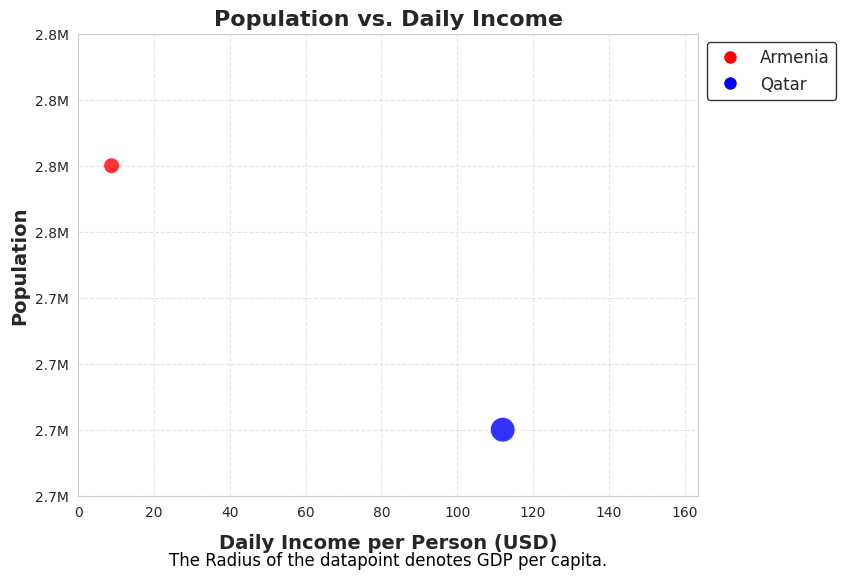 Population vs. Daily Income
2.8M
2.8M
2.8M
2.8M
2.7M
2.7M
2.7M
2.7M
Population
0 20 40 60 80 100 120 140 160
Daily Income per Person (USD)
The Radius of the datapoint denotes GDP per capita.
Armenia
Qatar